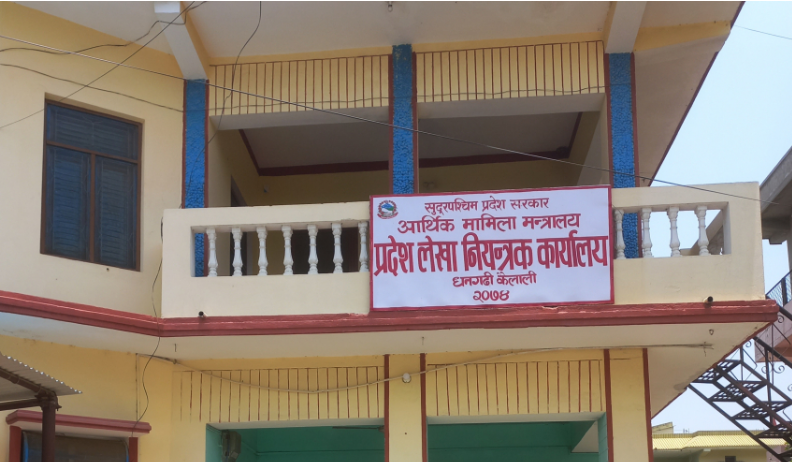 सुदूरपश्चिम प्रदेश सरकार
आर्थिक मामिला मन्त्रालय
प्रदेश लेखा नियन्त्रक कार्यालय
धनगढी कैलाली
२०७४